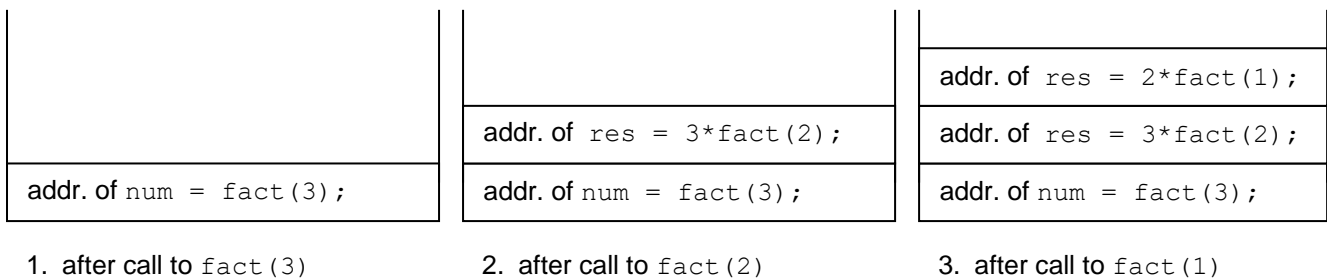 addr. of num = fact(3);
1. after call to fact(3)
addr. of res = 3*fact(2);
addr. of num = fact(3);
2. after call to fact(2)
addr. of res = 2*fact(1);
addr. of res = 3*fact(2);
addr. of num = fact(3);
3. after call to fact(1)